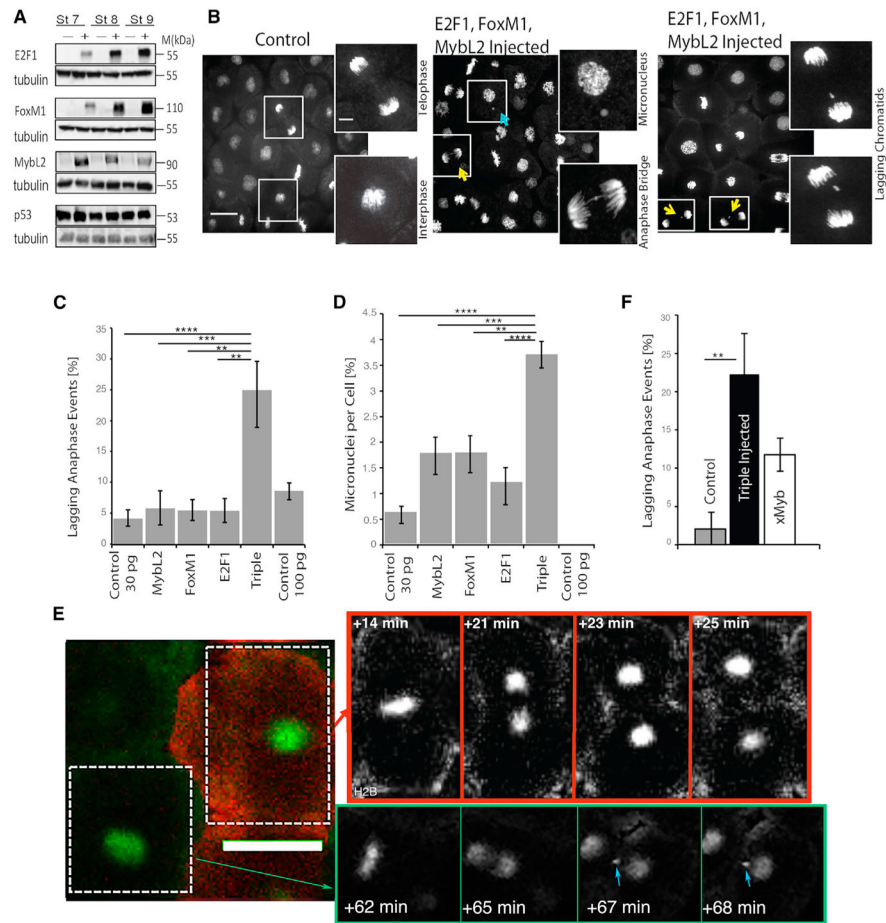 A
St 7 St 8 St 9
— + — + — + M(kDa)
E2F1 55
tubulin 55
FoxM1 110
tubulin 55
MybL2 90
tubulin 55
p53 53
tubulin 55
B
Control
Telophase
Interphase
E2F1, FoxM1,
MybL2 Injected
Micronucleus
Anaphase Bridge
E2F1, FoxM1,
MybL2 Injected
Lagging Chromatids
C
Lagging Anaphase Events [%]
35
30
25
20
15
10
5
0
****
***
**
**
Control
30 pg
MybL2
FoxM1
E2F1
Triple
Control
100 pg
D
Micronuclei per Cell [%]
4.5
4
3.5
3
2.5
2
1.5
1
0.5
0
****
***
**
****
Control
30 pg
MybL2
FoxM1
E2F1
Triple
Control
100 pg
F
Lagging Anaphase Events [%]
30
25
20
15
10
5
0
**
Control
Triple Injected
xMyb
E
+14 min +21 min +23 min +25 min
H2B
+62 min +65 min +67 min +68 min